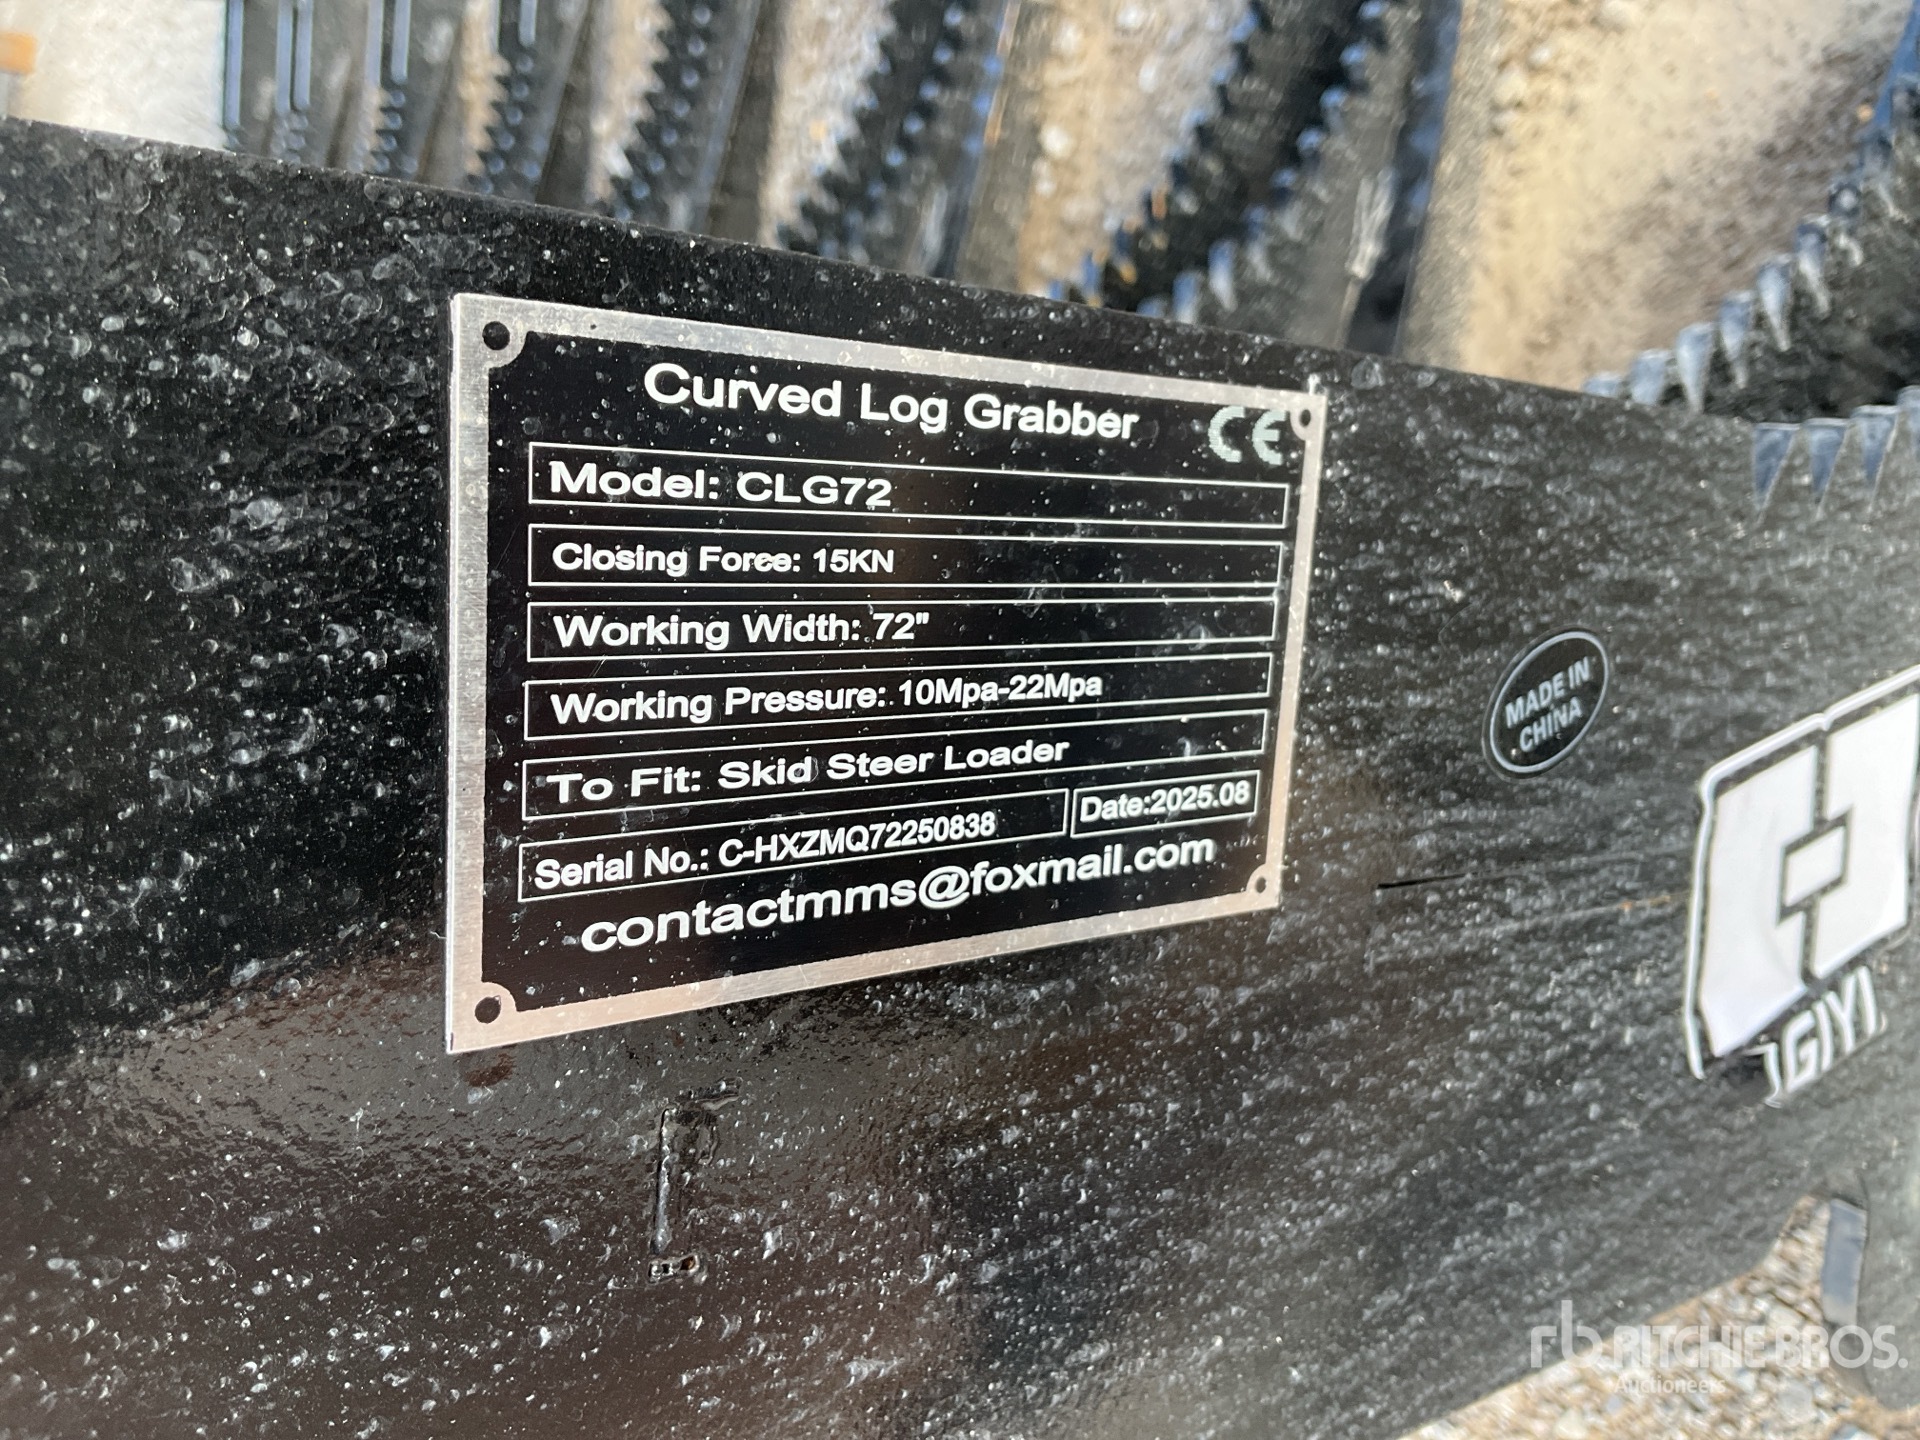 Curved Log Grabber
CE
Model: CLG72
Closing Force: 15KN
Working Width: 72"
Working Pressure: 10Mpa-22Mpa
To Fit: Skid Steer Loader
Serial No.: C-HXZMQ72250838
Date:2025.08
contactmms@foxmail.com
MADE IN
CHINA
GIYI
rb RITCHIE BROS.
Auctioneers